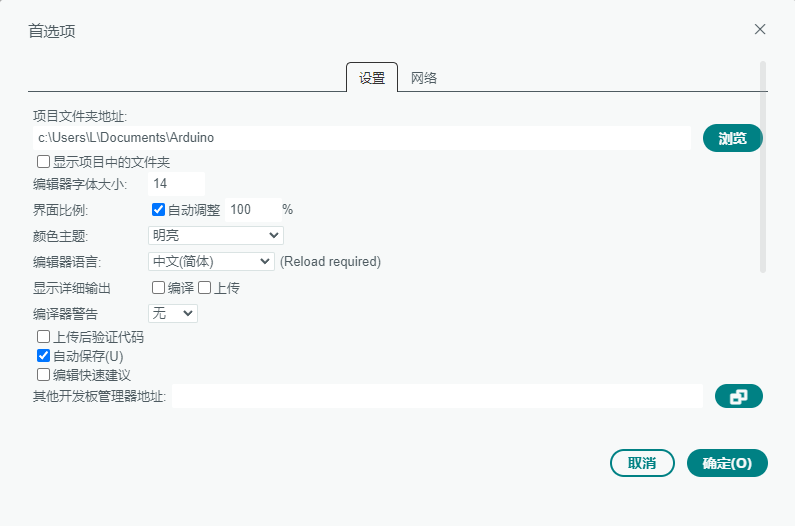 首选项
设置 网络
项目文件夹地址:
c:\Users\L\Documents\Arduino 浏览
显示项目中的文件夹
编辑器字体大小: 14
界面比例: 自动调整 100 %
颜色主题: 明亮
编辑器语言: 中文(简体) (Reload required)
显示详细输出 编译 上传
编译器警告 无
上传后验证代码
自动保存(U)
编辑快速建议
其他开发板管理器地址:
取消 确定(O)